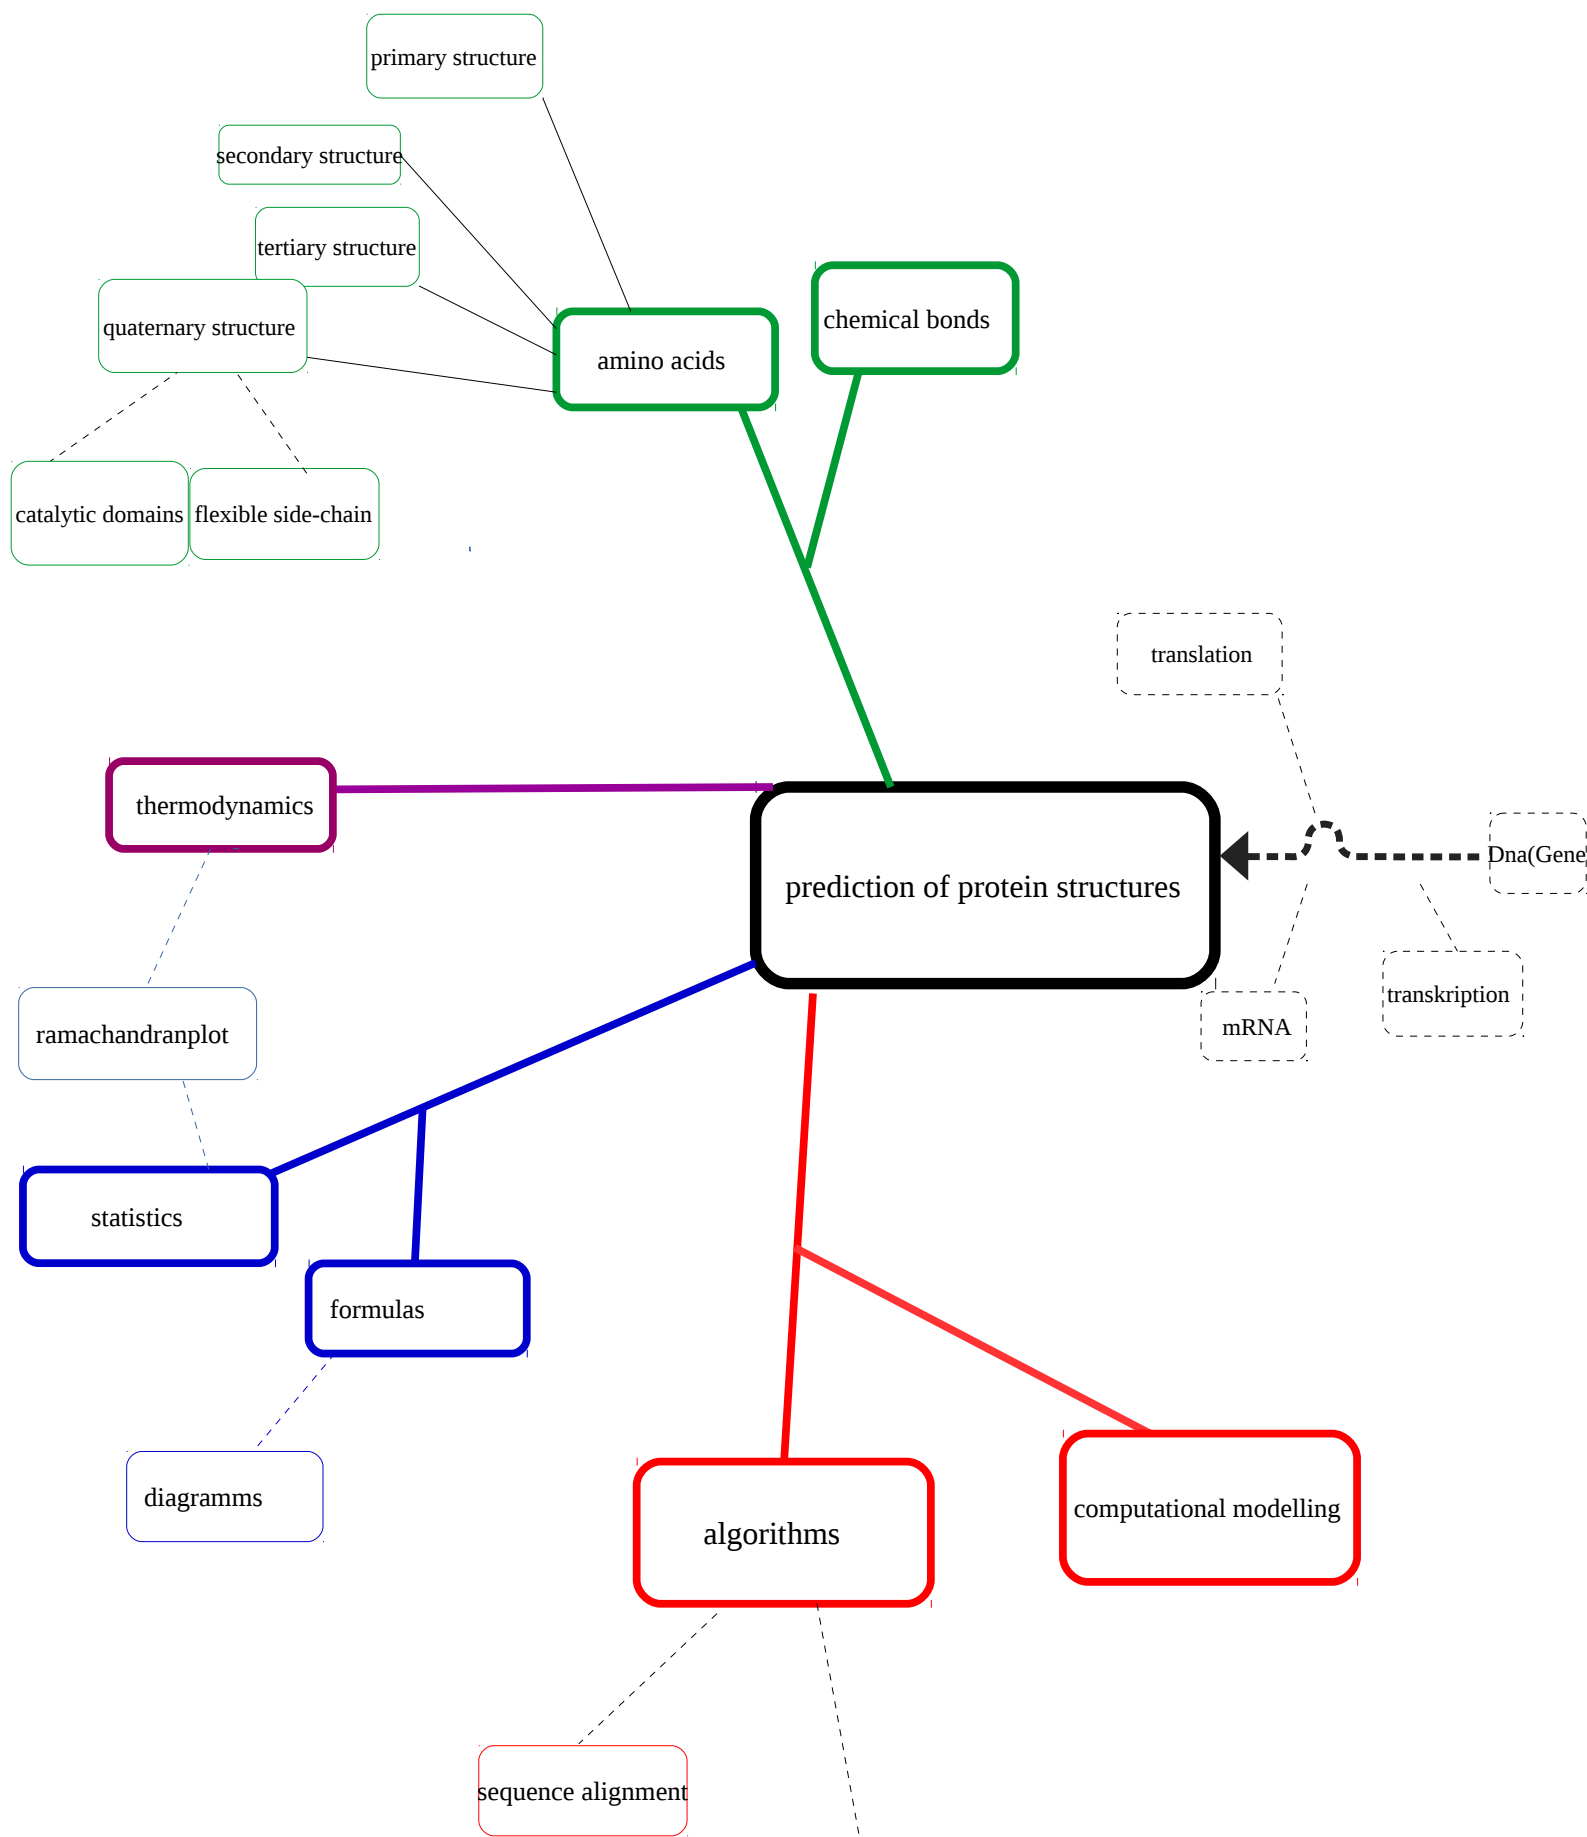 primary structure
secondary structure
tertiary structure
quaternary structure
chemical bonds
amino acids
catalytic domains
flexible side-chain
translation
thermodynamics
Dna(Gene
prediction of protein structures
transkription
mRNA
ramachandranplot
statistics
formulas
diagramms
computational modelling
algorithms
sequence alignment